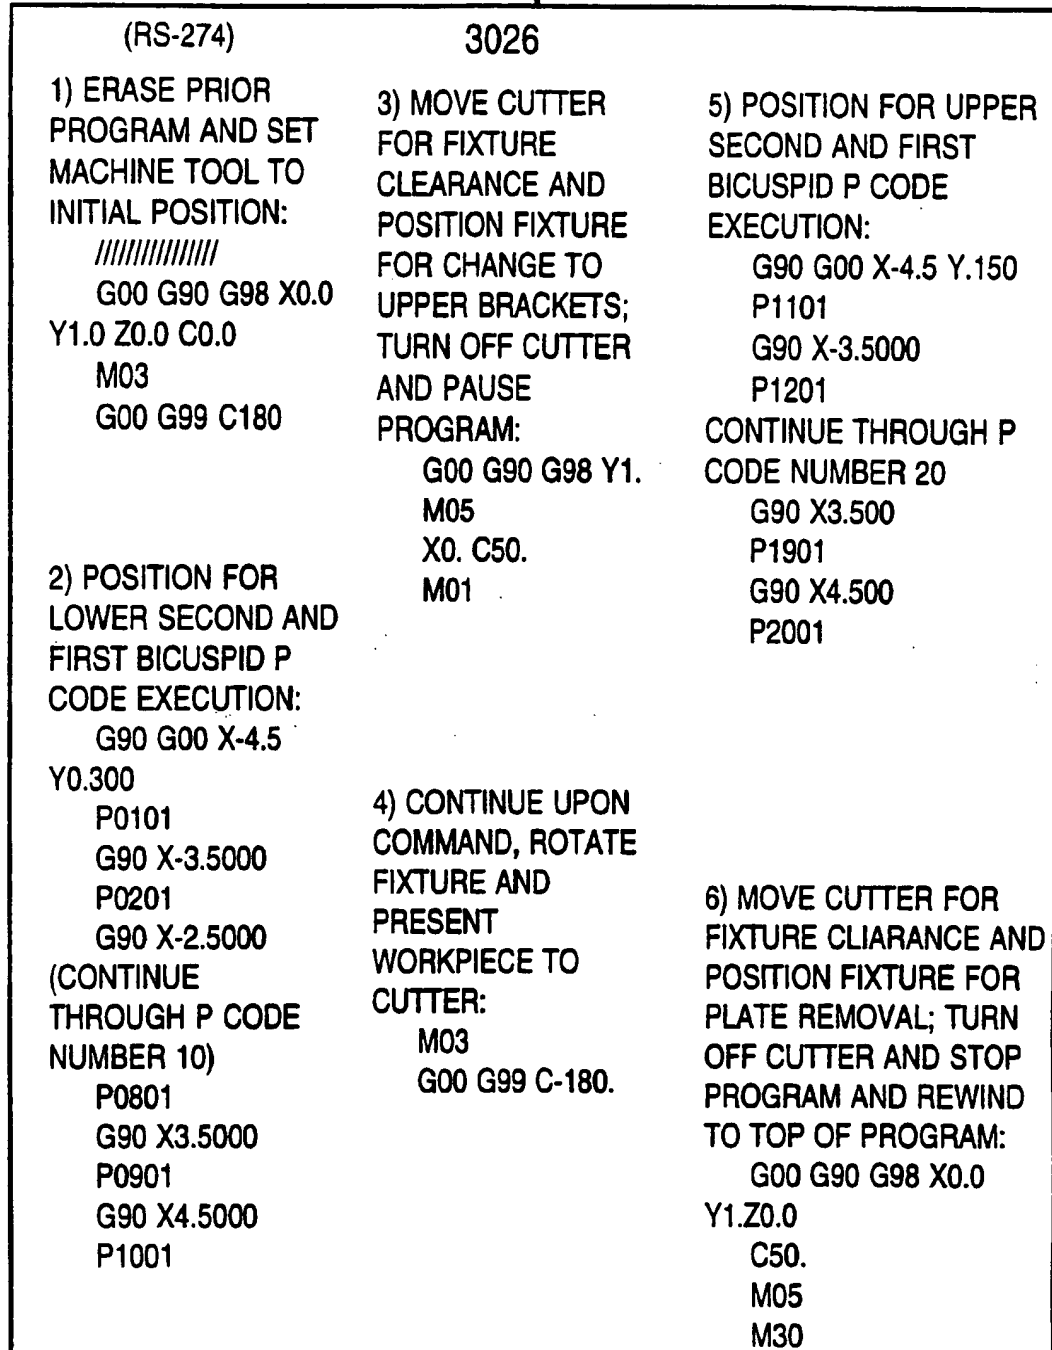 (RS-274)
3026
1) ERASE PRIOR
PROGRAM AND SET
MACHINE TOOL TO
INITIAL POSITION:
////////////////
G00 G90 G98 X0.0
Y1.0 Z0.0 C0.0
M03
G00 G99 C180
2) POSITION FOR
LOWER SECOND AND
FIRST BICUSPID P
CODE EXECUTION:
G90 G00 X-4.5
Y0.300
P0101
G90 X-3.5000
P0201
G90 X-2.5000
(CONTINUE
THROUGH P CODE
NUMBER 10)
P0801
G90 X3.5000
P0901
G90 X4.5000
P1001
3) MOVE CUTTER
FOR FIXTURE
CLEARANCE AND
POSITION FIXTURE
FOR CHANGE TO
UPPER BRACKETS;
TURN OFF CUTTER
AND PAUSE
PROGRAM:
G00 G90 G98 Y1.
M05
X0. C50.
M01
4) CONTINUE UPON
COMMAND, ROTATE
FIXTURE AND
PRESENT
WORKPIECE TO
CUTTER:
M03
G00 G99 C-180.
5) POSITION FOR UPPER
SECOND AND FIRST
BICUSPID P CODE
EXECUTION:
G90 G00 X-4.5 Y.150
P1101
G90 X-3.5000
P1201
CONTINUE THROUGH P
CODE NUMBER 20
G90 X3.500
P1901
G90 X4.500
P2001
6) MOVE CUTTER FOR
FIXTURE CLIARANCE AND
POSITION FIXTURE FOR
PLATE REMOVAL; TURN
OFF CUTTER AND STOP
PROGRAM AND REWIND
TO TOP OF PROGRAM:
G00 G90 G98 X0.0
Y1.Z0.0
C50.
M05
M30